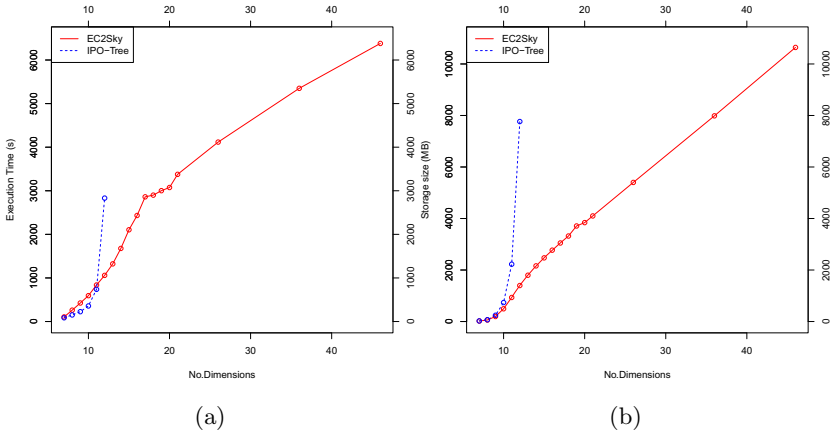 10 20 30 40
EC2Sky
IPO−Tree
0 1000 2000 3000 4000 5000 6000
Execution Time (s)
0 1000 2000 3000 4000 5000 6000
10 20 30 40
No.Dimensions
(a)
10 20 30 40
EC2Sky
IPO−Tree
0 2000 4000 6000 8000 10000
Storage size (MB)
0 2000 4000 6000 8000 10000
10 20 30 40
No.Dimensions
(b)